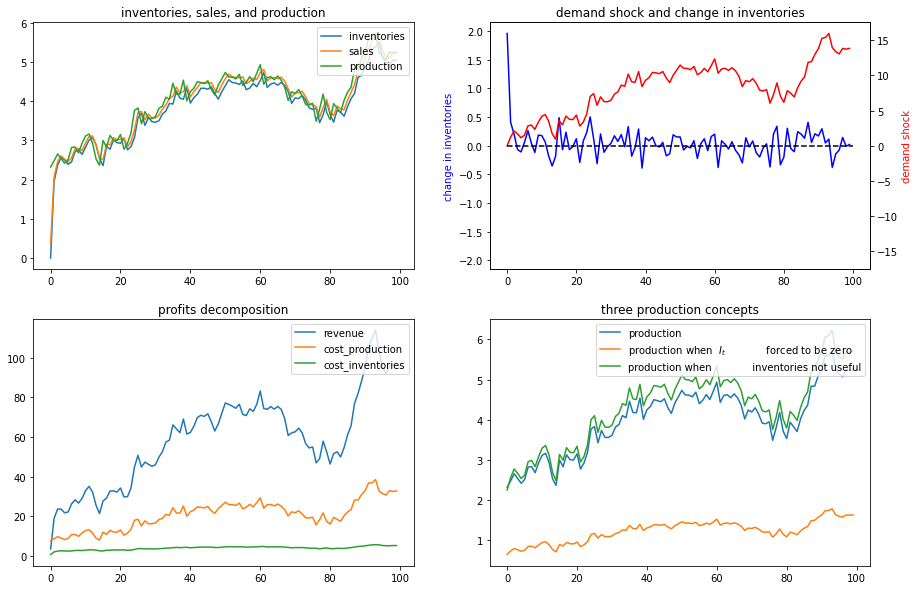 inventories, sales, and production
inventories
sales
production
6
5
4
3
2
1
0
0 20 40 60 80 100
demand shock and change in inventories
change in inventories
2.0
1.5
1.0
0.5
0.0
−0.5
−1.0
−1.5
−2.0
15
10
5
0
−5
−10
−15
demand shock
0 20 40 60 80 100
profits decomposition
revenue
cost_production
cost_inventories
100
80
60
40
20
0
0 20 40 60 80 100
three production concepts
production
production when I_t forced to be zero
production when inventories not useful
6
5
4
3
2
1
0 20 40 60 80 100